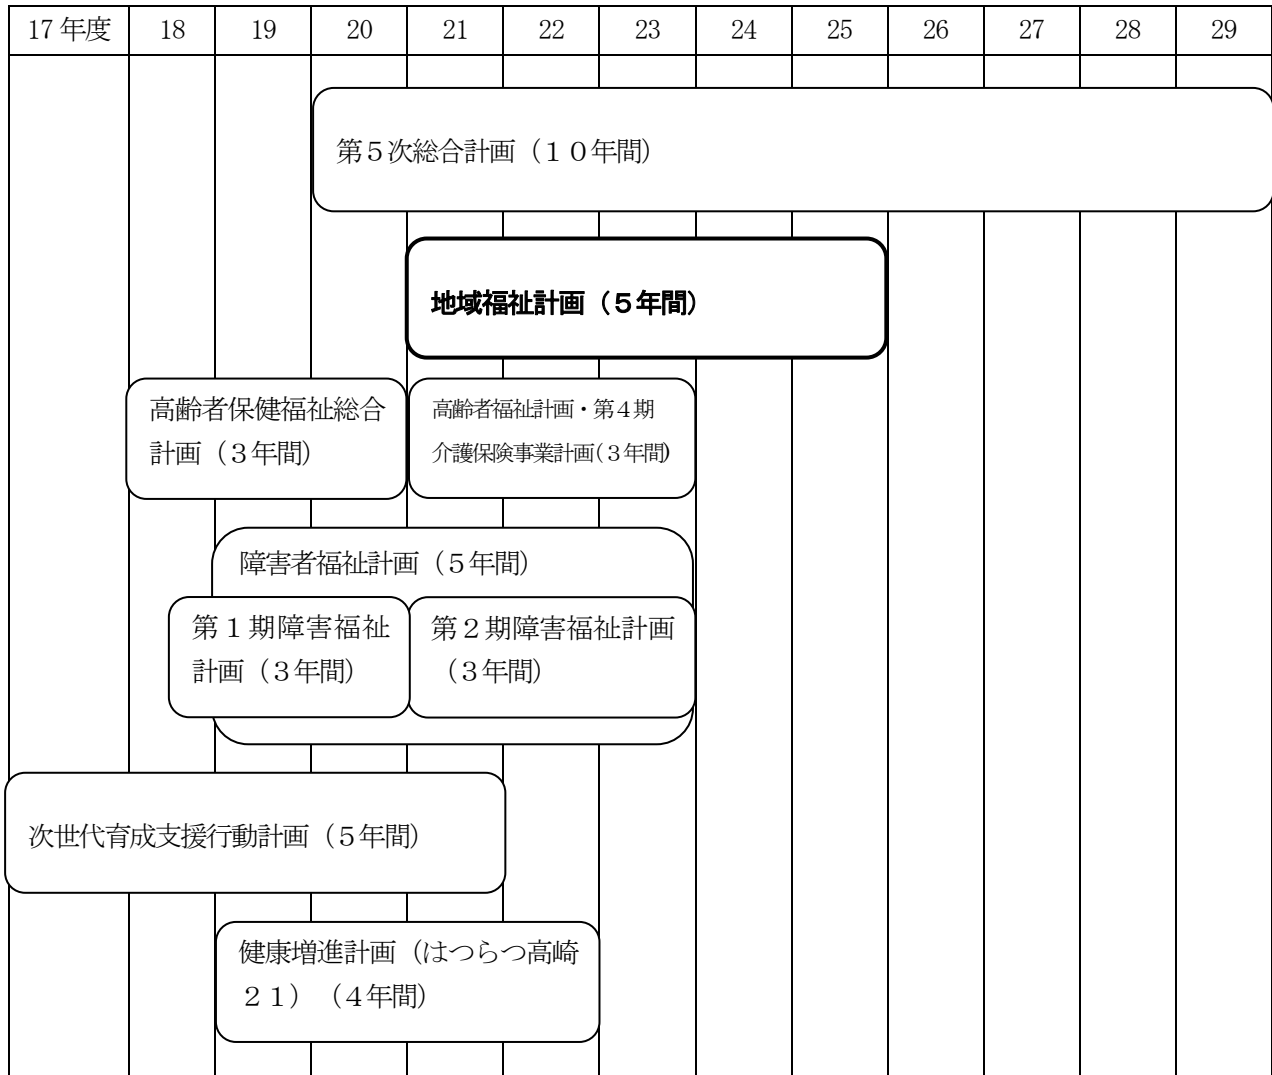 17年度 18 19 20 21 22 23 24 25 26 27 28 29
第5次総合計画（１０年間）
地域福祉計画（５年間）
高齢者保健福祉総合
計画（３年間）
高齢者福祉計画・第４期
介護保険事業計画（３年間）
障害者福祉計画（５年間）
第１期障害福祉
計画（３年間）
第２期障害福祉計画
（３年間）
次世代育成支援行動計画（５年間）
健康増進計画（はつらつ高崎
２１）（４年間）